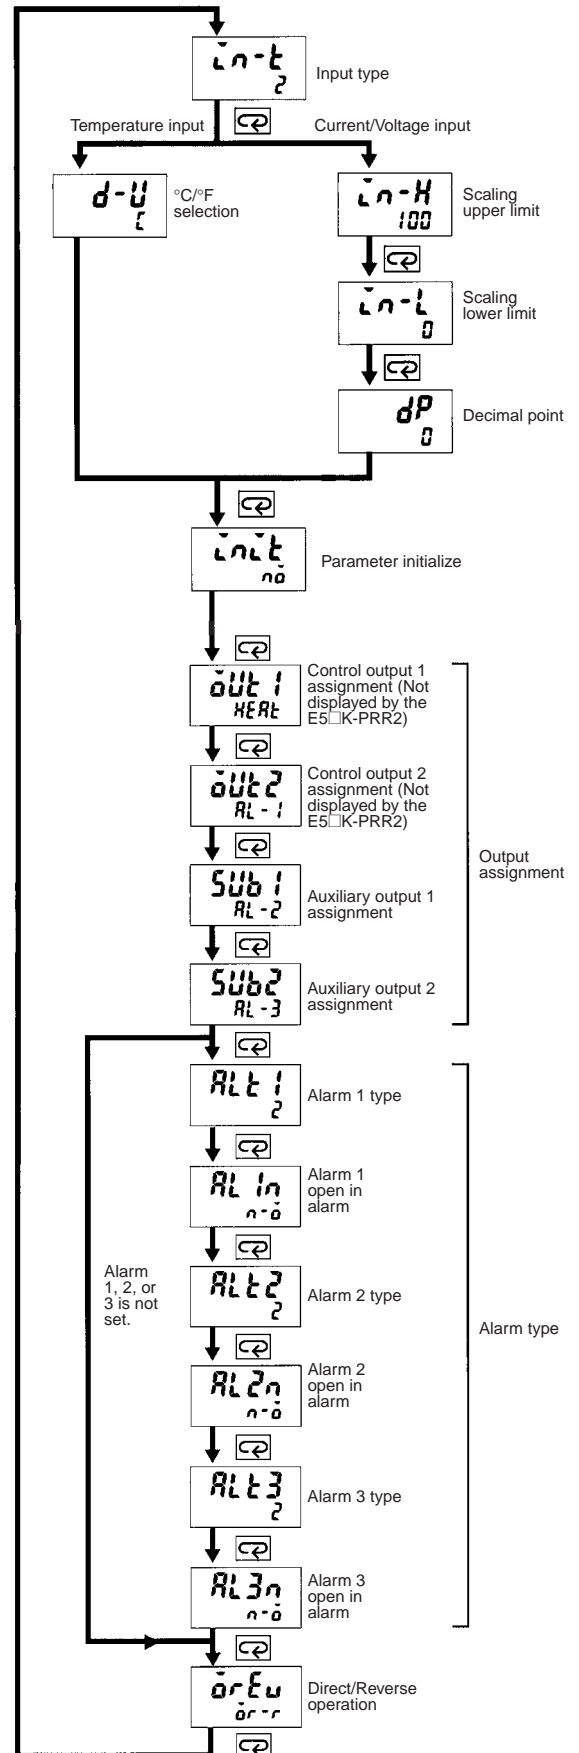 in-t
2
Input type
Temperature input
Current/Voltage input
d-U
C
°C/°F
selection
in-H
100
Scaling
upper limit
in-L
0
Scaling
lower limit
dP
0
Decimal point
init
no
Parameter initialize
oUt1
HEAt
Control output 1
assignment (Not
displayed by the
E5□K-PRR2)
oUt2
AL-1
Control output 2
assignment (Not
displayed by the
E5□K-PRR2)
Output
assignment
SUb1
AL-2
Auxiliary output 1
assignment
SUb2
AL-3
Auxiliary output 2
assignment
ALt1
2
Alarm 1 type
AL1n
n-o
Alarm 1
open in
alarm
Alarm
1, 2, or
3 is not
set.
ALt2
2
Alarm 2 type
Alarm type
AL2n
n-o
Alarm 2
open in
alarm
ALt3
2
Alarm 3 type
AL3n
n-o
Alarm 3
open in
alarm
orEu
or-r
Direct/Reverse
operation